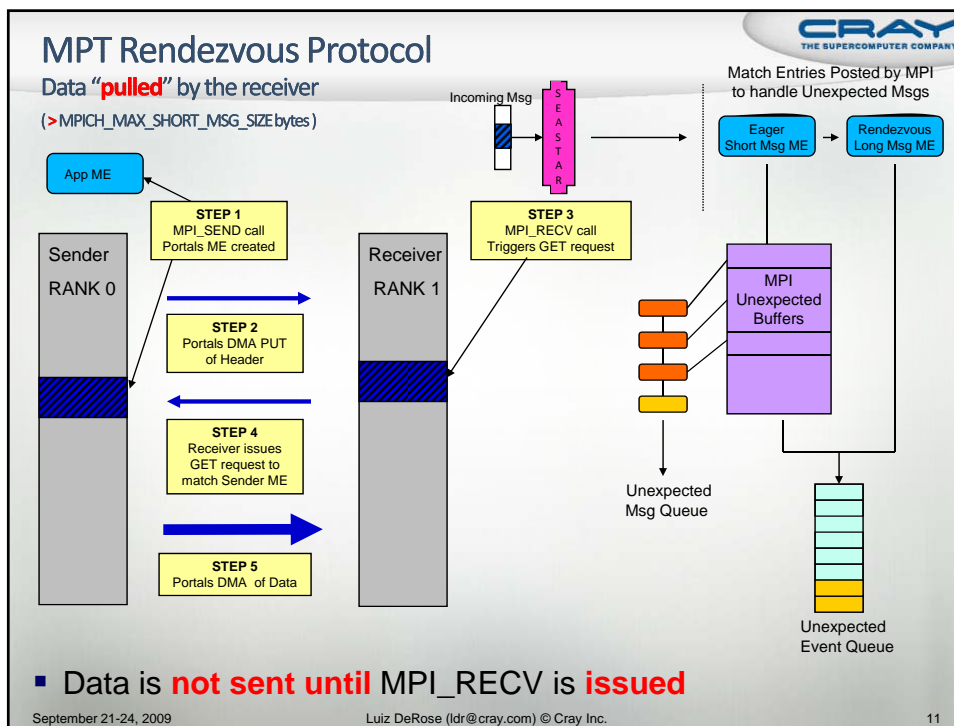 MPT Rendezvous Protocol
Data “pulled” by the receiver
( > MPICH_MAX_SHORT_MSG_SIZE bytes )
CRAY
THE SUPERCOMPUTER COMPANY
Match Entries Posted by MPI
to handle Unexpected Msgs
Incoming Msg
S
E
A
S
T
A
R
Eager
Short Msg ME
Rendezvous
Long Msg ME
App ME
STEP 1
MPI_SEND call
Portals ME created
STEP 3
MPI_RECV call
Triggers GET request
Sender
RANK 0
Receiver
RANK 1
STEP 2
Portals DMA PUT
of Header
MPI
Unexpected
Buffers
STEP 4
Receiver issues
GET request to
match Sender ME
Unexpected
Msg Queue
STEP 5
Portals DMA of Data
Unexpected
Event Queue
▪ Data is not sent until MPI_RECV is issued
September 21-24, 2009
Luiz DeRose (ldr@cray.com) © Cray Inc.
11